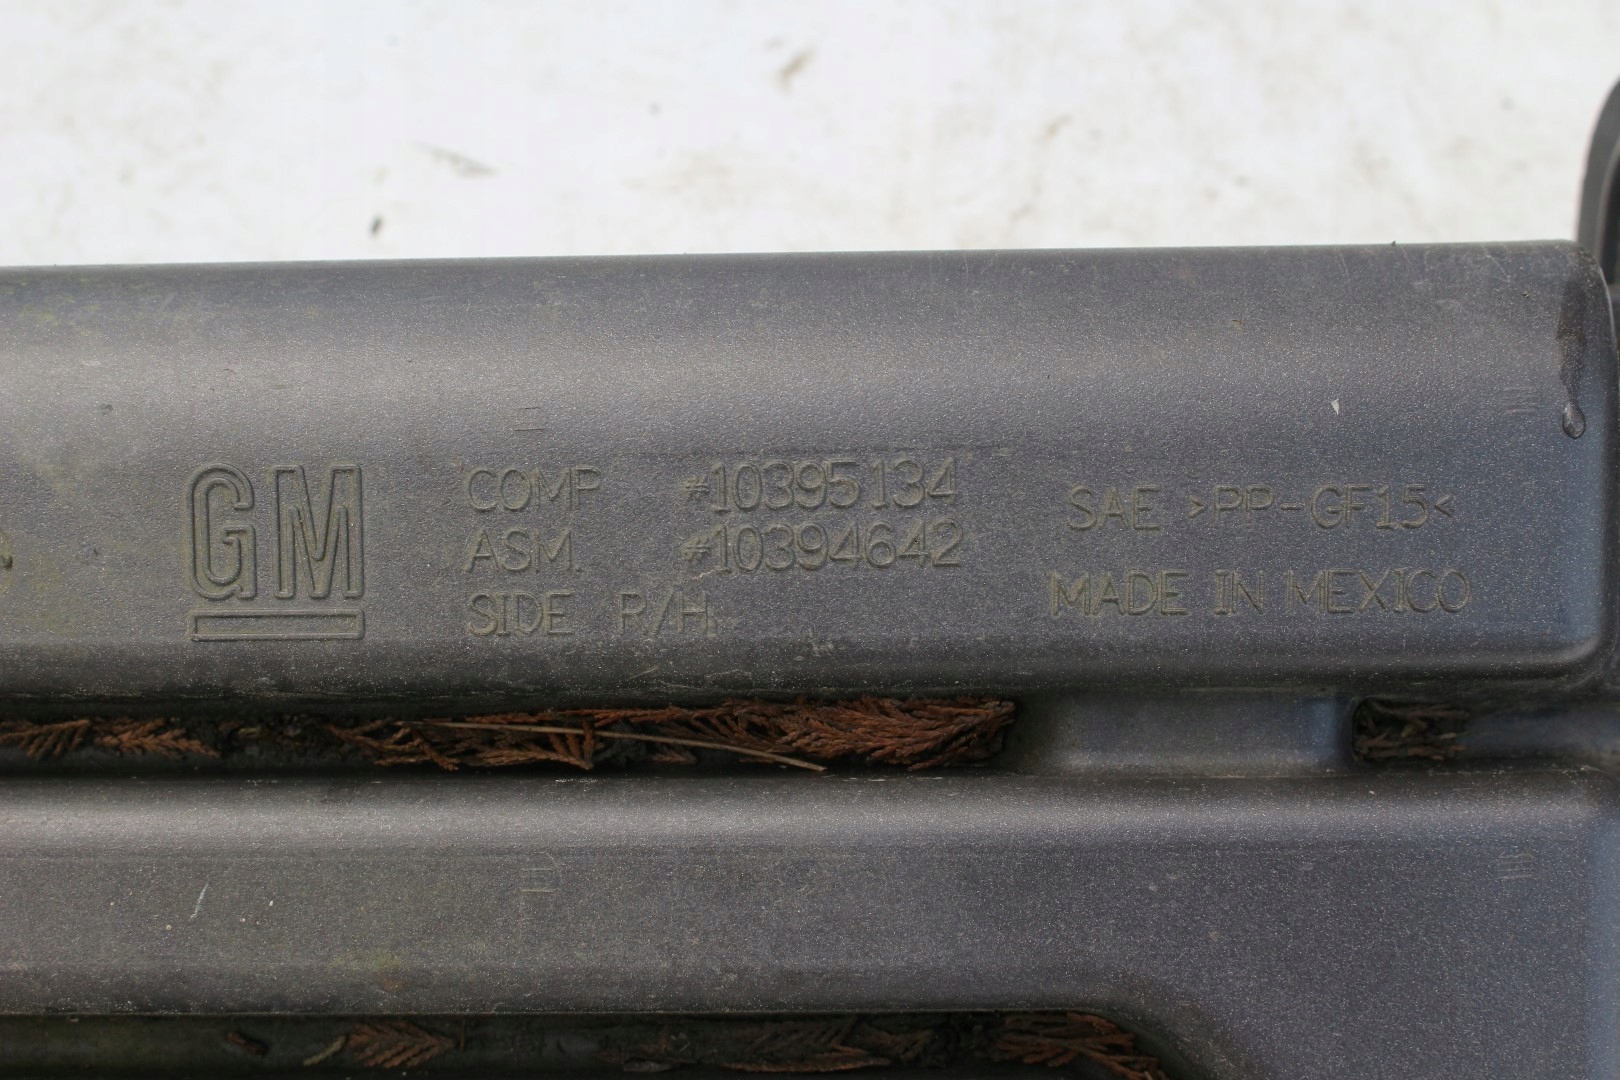 GM
COMP #10395134
ASM. #10394642
SIDE R/H
SAE >PP-GF15<
MADE IN MEXICO